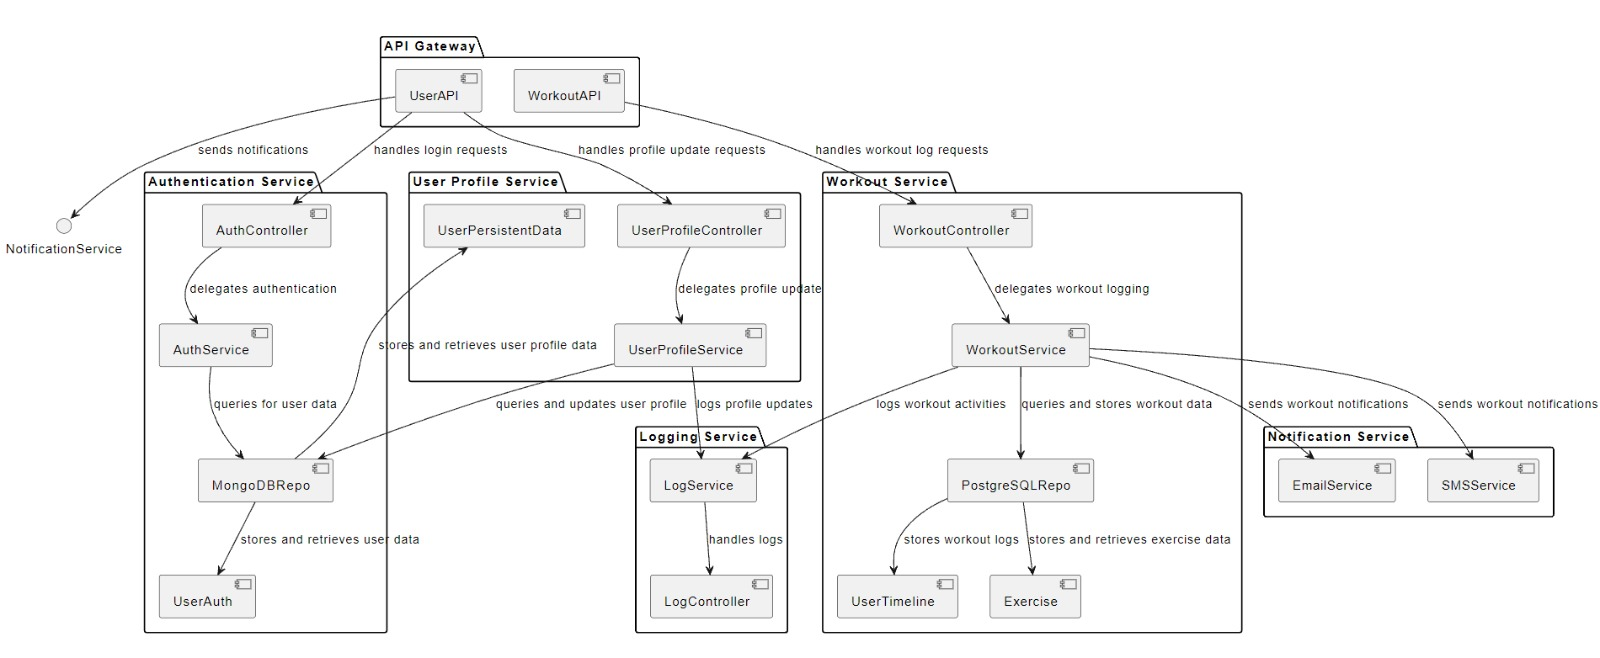 API Gateway
UserAPI
WorkoutAPI
sends notifications
handles login requests
handles profile update requests
handles workout log requests
Authentication Service
User Profile Service
Workout Service
AuthController
UserPersistentData
UserProfileController
WorkoutController
NotificationService
delegates authentication
delegates profile update
delegates workout logging
AuthService
stores and retrieves user profile data
UserProfileService
WorkoutService
queries for user data
queries and updates user profile
logs profile updates
logs workout activities
queries and stores workout data
sends workout notifications
sends workout notifications
Logging Service
Notification Service
MongoDBRepo
LogService
PostgreSQLRepo
EmailService
SMSService
stores and retrieves user data
handles logs
stores workout logs
stores and retrieves exercise data
UserAuth
LogController
UserTimeline
Exercise